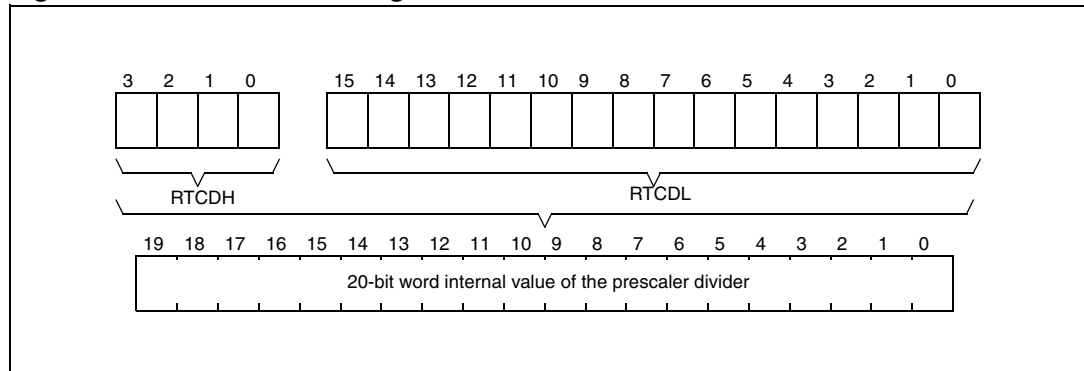 3 2 1 0 15 14 13 12 11 10 9 8 7 6 5 4 3 2 1 0
RTCDH RTCDL
19 18 17 16 15 14 13 12 11 10 9 8 7 6 5 4 3 2 1 0
20-bit word internal value of the prescaler divider